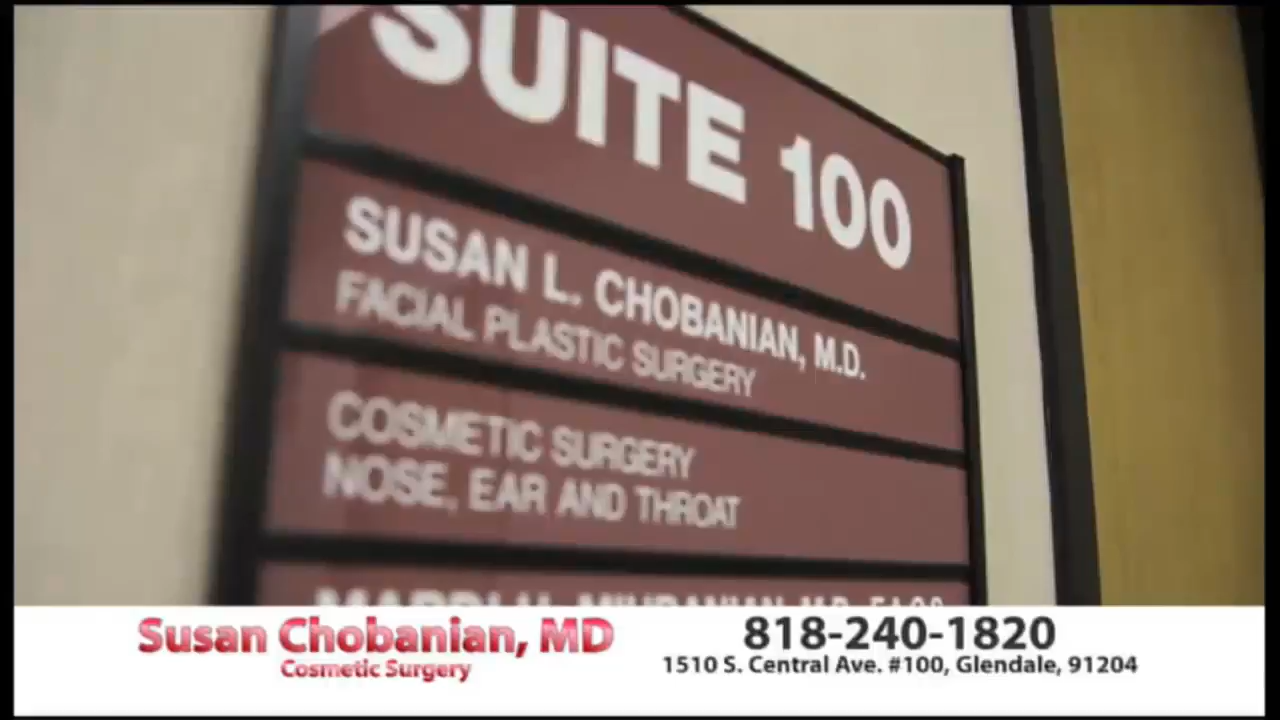 SUITE 100
SUSAN L. CHOBANIAN, M.D.
FACIAL PLASTIC SURGERY
COSMETIC SURGERY
NOSE, EAR AND THROAT
Susan Chobanian, MD
Cosmetic Surgery
818-240-1820
1510 S. Central Ave. #100, Glendale, 91204